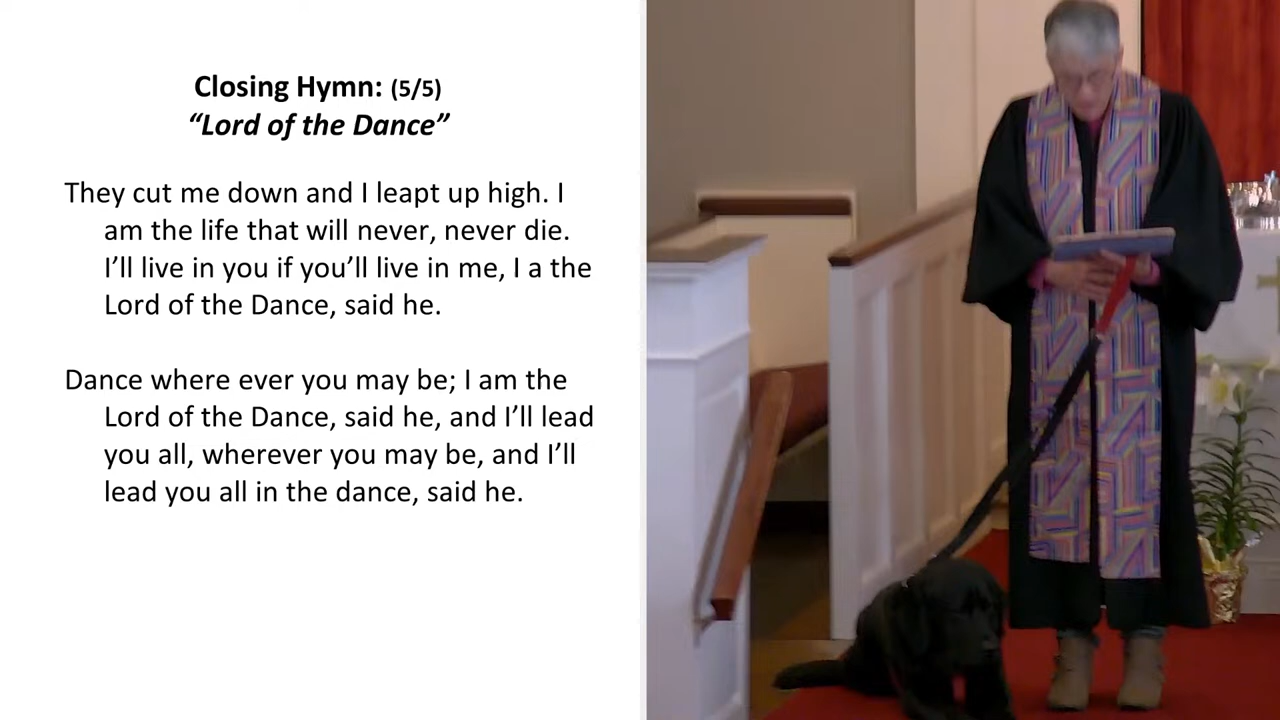 Closing Hymn: (5/5)
“Lord of the Dance”
They cut me down and I leapt up high. I
am the life that will never, never die.
I’ll live in you if you’ll live in me, I a the
Lord of the Dance, said he.
Dance where ever you may be; I am the
Lord of the Dance, said he, and I’ll lead
you all, wherever you may be, and I’ll
lead you all in the dance, said he.